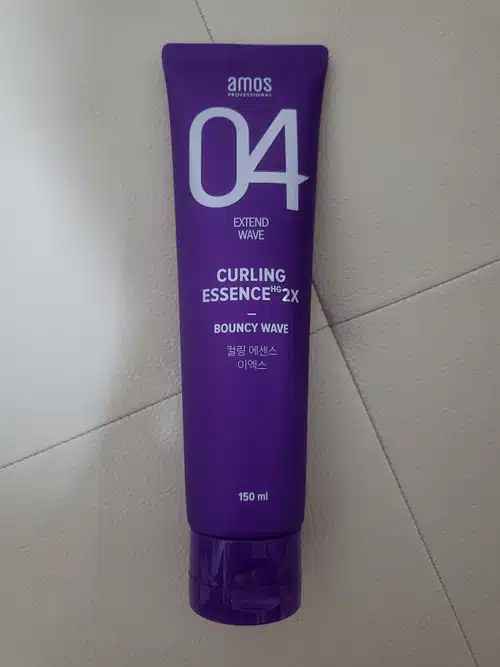 amos
PROFESSIONAL
04
EXTEND
WAVE
CURLING
ESSENCE HG 2X
BOUNCY WAVE
컬링 에센스
이엑스
150 ml